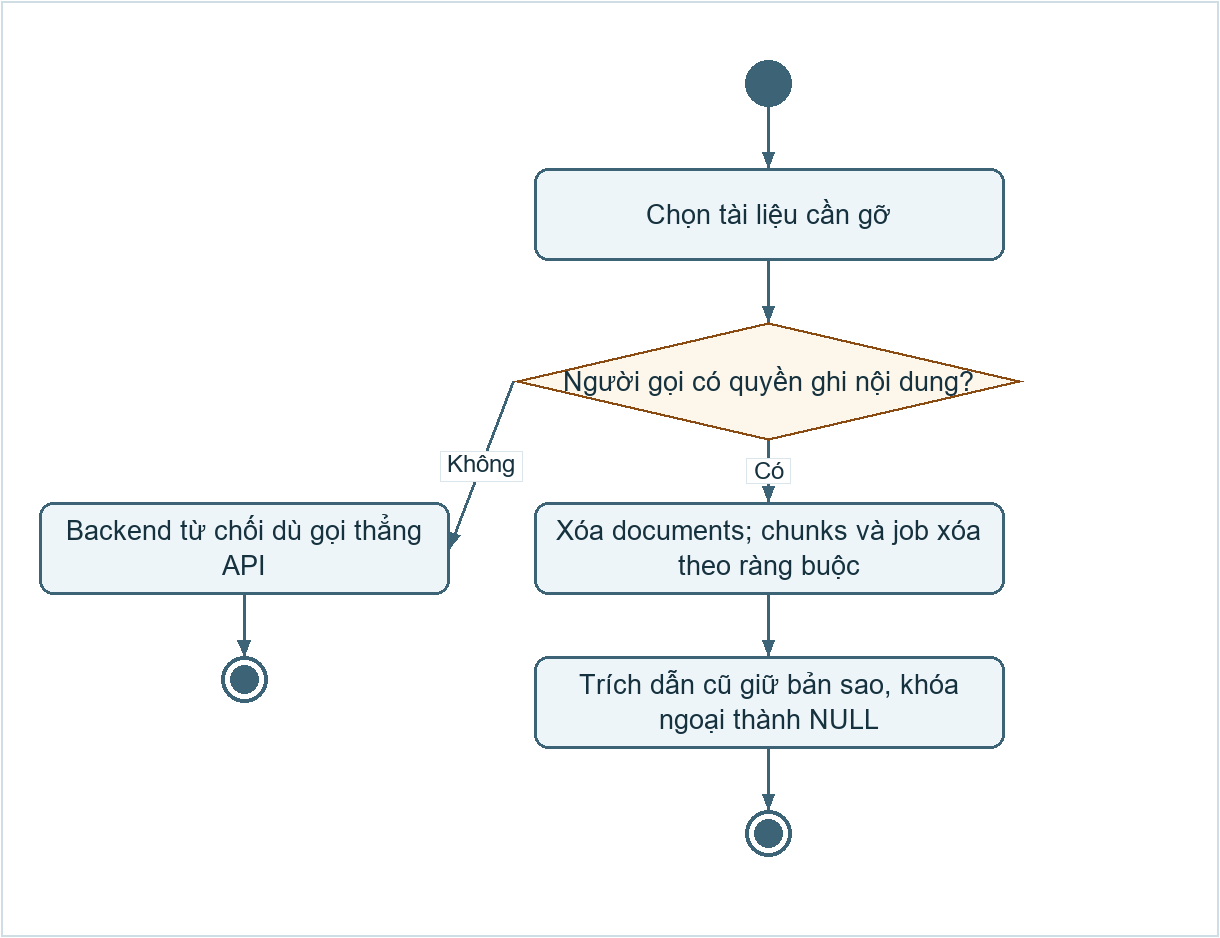 Chọn tài liệu cần gỡ
Người gọi có quyền ghi nội dung?
Không
Có
Backend từ chối dù gọi thẳng
API
Xóa documents; chunks và job xóa
theo ràng buộc
Trích dẫn cũ giữ bản sao, khóa
ngoại thành NULL